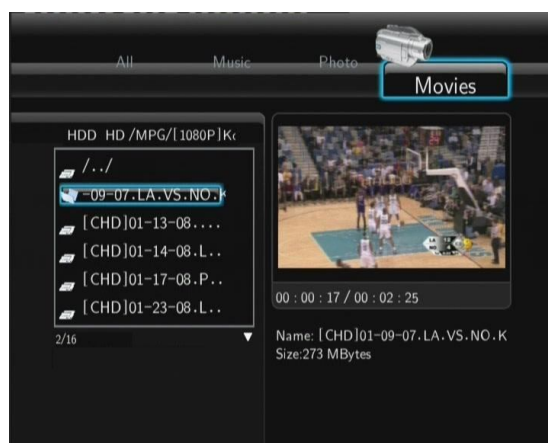 All Music Photo Movies
HDD HD /MPG/[1080P]K
/../
-09-07.LA.VS.NO.K
[CHD]01-13-08....
[CHD]01-14-08.L..
[CHD]01-17-08.P..
[CHD]01-23-08.L..
2/16
00 : 00 : 17 / 00 : 02 : 25
Name: [CHD]01-09-07.LA.VS.NO.K
Size:273 MBytes